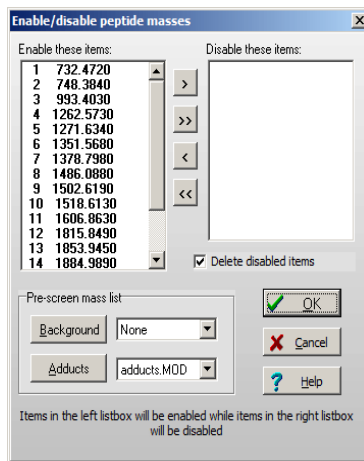 Enable/disable peptide masses
Enable these items:
Disable these items:
1 732.4720
2 748.3840
3 993.4030
4 1262.5730
5 1271.6340
6 1351.5680
7 1378.7980
8 1486.0880
9 1502.6190
10 1518.6130
11 1606.8630
12 1815.8490
13 1853.9450
14 1884.9890
>
>>
<
<<
Delete disabled items
Pre-screen mass list
Background None
Adducts adducts.MOD
OK
Cancel
Help
Items in the left listbox will be enabled while items in the right listbox
will be disabled